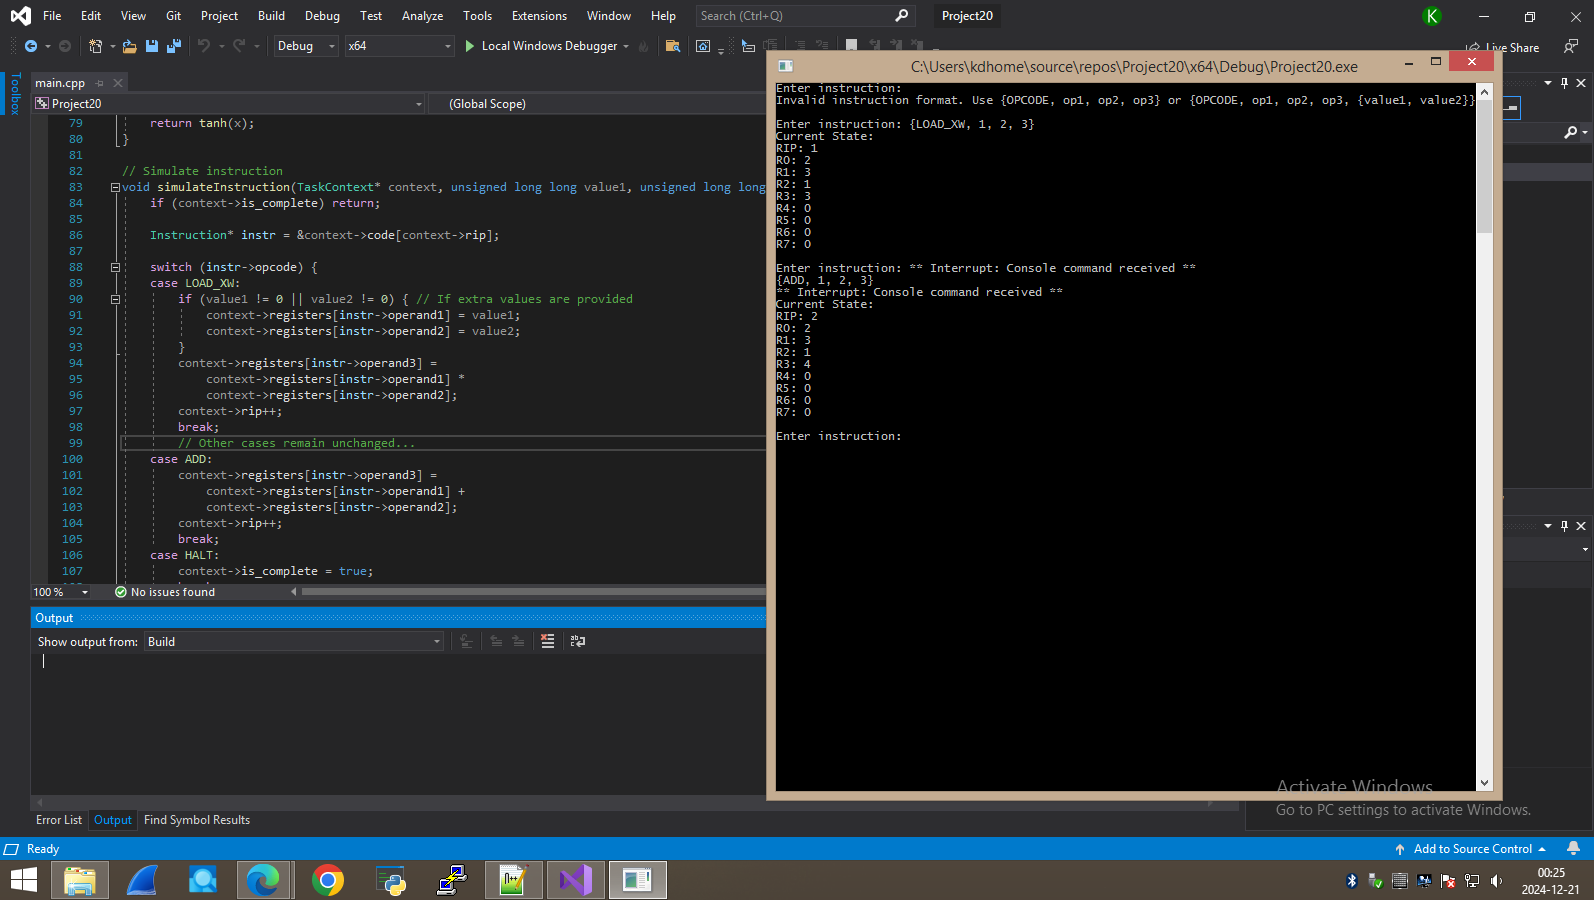 File Edit View Git Project Build Debug Test Analyze Tools Extensions Window Help Search (Ctrl+Q) Project20 K
Debug x64 Local Windows Debugger Live Share
Toolbox
main.cpp
Project20 (Global Scope)
79 return tanh(x);
80 }
81
82 // Simulate instruction
83 void simulateInstruction(TaskContext* context, unsigned long long value1, unsigned long long
84 if (context->is_complete) return;
85
86 Instruction* instr = &context->code[context->rip];
87
88 switch (instr->opcode) {
89 case LOAD_XW:
90 if (value1 != 0 || value2 != 0) { // If extra values are provided
91 context->registers[instr->operand1] = value1;
92 context->registers[instr->operand2] = value2;
93 }
94 context->registers[instr->operand3] =
95 context->registers[instr->operand1] *
96 context->registers[instr->operand2];
97 context->rip++;
98 break;
99 // Other cases remain unchanged...
100 case ADD:
101 context->registers[instr->operand3] =
102 context->registers[instr->operand1] +
103 context->registers[instr->operand2];
104 context->rip++;
105 break;
106 case HALT:
107 context->is_complete = true;
100 % No issues found
Output
Show output from: Build
Error List Output Find Symbol Results
C:\Users\kdhome\source\repos\Project20\x64\Debug\Project20.exe
Enter instruction:
Invalid instruction format. Use {OPCODE, op1, op2, op3} or {OPCODE, op1, op2, op3, {value1, value2}}
Enter instruction: {LOAD_XW, 1, 2, 3}
Current State:
RIP: 1
R0: 2
R1: 3
R2: 1
R3: 3
R4: 0
R5: 0
R6: 0
R7: 0
Enter instruction: ** Interrupt: Console command received **
{ADD, 1, 2, 3}
** Interrupt: Console command received **
Current State:
RIP: 2
R0: 2
R1: 3
R2: 1
R3: 4
R4: 0
R5: 0
R6: 0
R7: 0
Enter instruction:
Activate Windows
Go to PC settings to activate Windows.
Ready Add to Source Control
00:25
2024-12-21